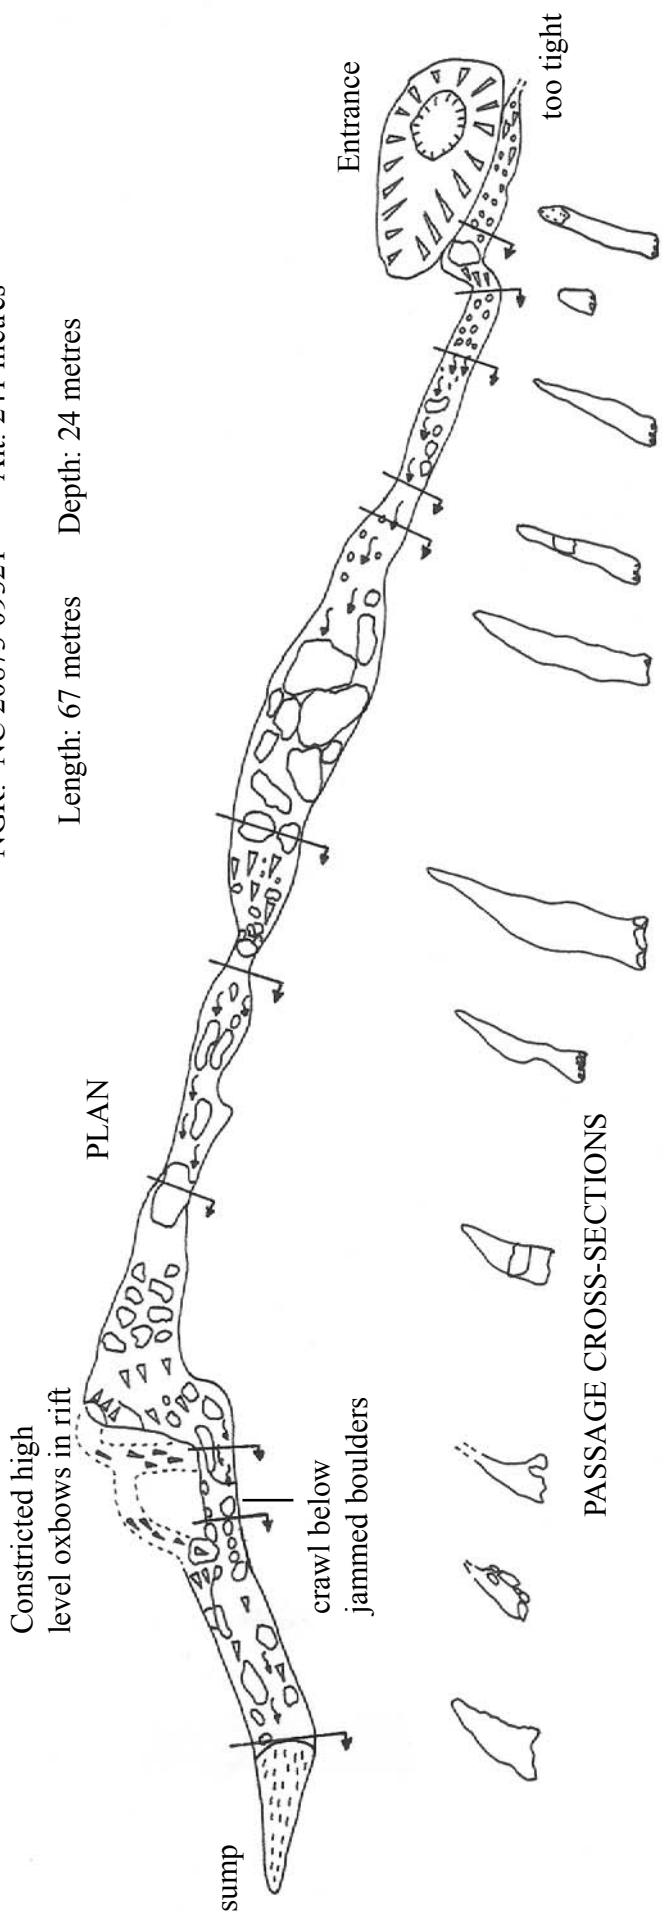 Length: 67 metres Depth: 24 metres
PLAN
Entrance
too tight
Constricted high
level oxbows in rift
crawl below
jammed boulders
sump
PASSAGE CROSS-SECTIONS